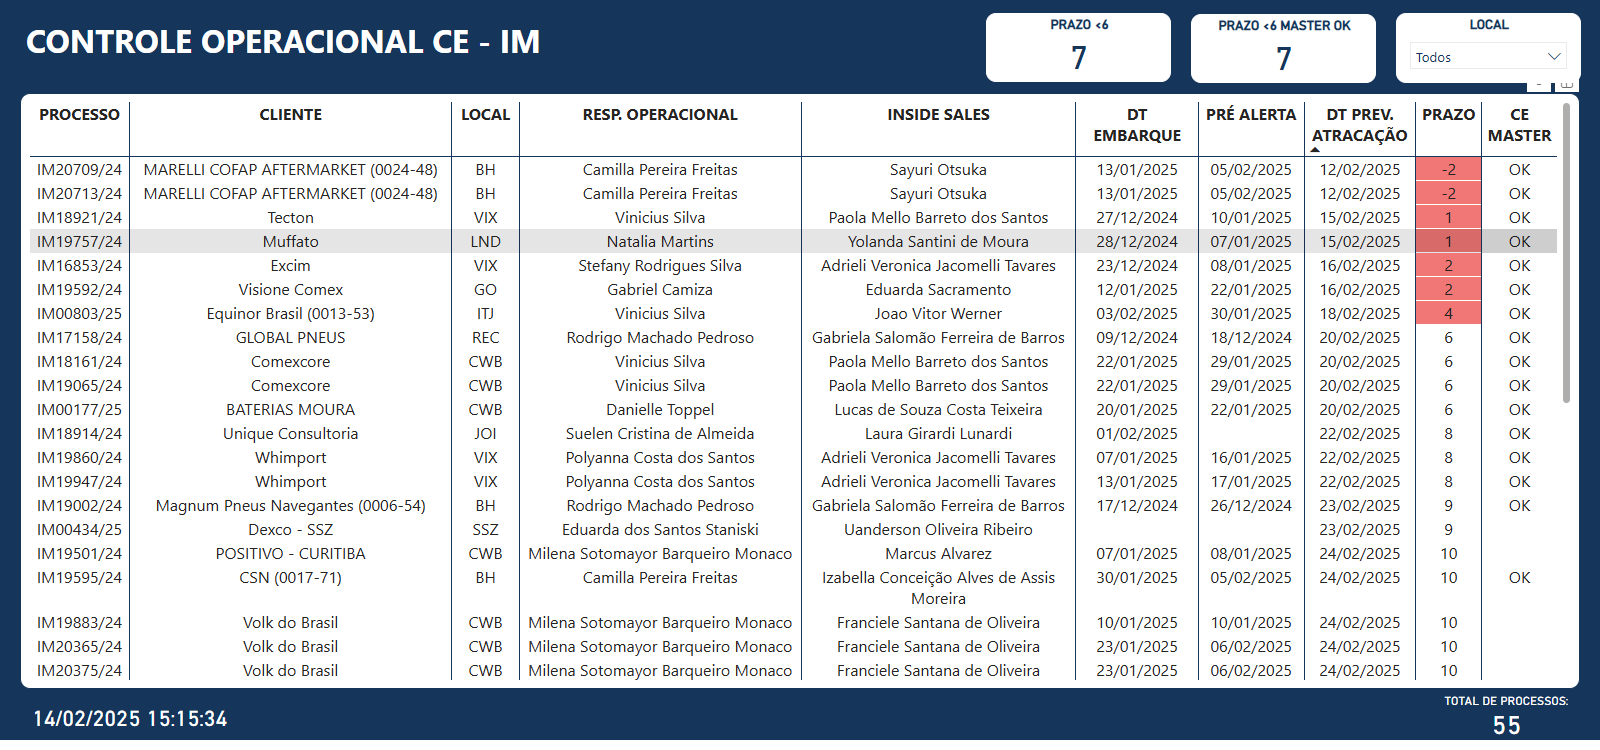 CONTROLE OPERACIONAL CE - IM
PRAZO <6
7
PRAZO <6 MASTER OK
7
LOCAL
Todos
PROCESSO CLIENTE LOCAL RESP. OPERACIONAL INSIDE SALES DT EMBARQUE PRÉ ALERTA DT PREV. ATRACAÇÃO PRAZO CE MASTER
IM20709/24 MARELLI COFAP AFTERMARKET (0024-48) BH Camilla Pereira Freitas Sayuri Otsuka 13/01/2025 05/02/2025 12/02/2025 -2 OK
IM20713/24 MARELLI COFAP AFTERMARKET (0024-48) BH Camilla Pereira Freitas Sayuri Otsuka 13/01/2025 05/02/2025 12/02/2025 -2 OK
IM18921/24 Tecton VIX Vinicius Silva Paola Mello Barreto dos Santos 27/12/2024 10/01/2025 15/02/2025 1 OK
IM19757/24 Muffato LND Natalia Martins Yolanda Santini de Moura 28/12/2024 07/01/2025 15/02/2025 1 OK
IM16853/24 Excim VIX Stefany Rodrigues Silva Adrieli Veronica Jacomelli Tavares 23/12/2024 08/01/2025 16/02/2025 2 OK
IM19592/24 Visione Comex GO Gabriel Camiza Eduarda Sacramento 12/01/2025 22/01/2025 16/02/2025 2 OK
IM00803/25 Equinor Brasil (0013-53) ITJ Vinicius Silva Joao Vitor Werner 03/02/2025 30/01/2025 18/02/2025 4 OK
IM17158/24 GLOBAL PNEUS REC Rodrigo Machado Pedroso Gabriela Salomão Ferreira de Barros 09/12/2024 18/12/2024 20/02/2025 6 OK
IM18161/24 Comexcore CWB Vinicius Silva Paola Mello Barreto dos Santos 22/01/2025 29/01/2025 20/02/2025 6 OK
IM19065/24 Comexcore CWB Vinicius Silva Paola Mello Barreto dos Santos 22/01/2025 29/01/2025 20/02/2025 6 OK
IM00177/25 BATERIAS MOURA CWB Danielle Toppel Lucas de Souza Costa Teixeira 20/01/2025 22/01/2025 20/02/2025 6 OK
IM18914/24 Unique Consultoria JOI Suelen Cristina de Almeida Laura Girardi Lunardi 01/02/2025 22/02/2025 8 OK
IM19860/24 Whimport VIX Polyanna Costa dos Santos Adrieli Veronica Jacomelli Tavares 07/01/2025 16/01/2025 22/02/2025 8 OK
IM19947/24 Whimport VIX Polyanna Costa dos Santos Adrieli Veronica Jacomelli Tavares 13/01/2025 17/01/2025 22/02/2025 8 OK
IM19002/24 Magnum Pneus Navegantes (0006-54) BH Rodrigo Machado Pedroso Gabriela Salomão Ferreira de Barros 17/12/2024 26/12/2024 23/02/2025 9 OK
IM00434/25 Dexco - SSZ SSZ Eduarda dos Santos Staniski Uanderson Oliveira Ribeiro 23/02/2025 9
IM19501/24 POSITIVO - CURITIBA CWB Milena Sotomayor Barqueiro Monaco Marcus Alvarez 07/01/2025 08/01/2025 24/02/2025 10
IM19595/24 CSN (0017-71) BH Camilla Pereira Freitas Izabella Conceição Alves de Assis Moreira 30/01/2025 05/02/2025 24/02/2025 10 OK
IM19883/24 Volk do Brasil CWB Milena Sotomayor Barqueiro Monaco Franciele Santana de Oliveira 10/01/2025 10/01/2025 24/02/2025 10
IM20365/24 Volk do Brasil CWB Milena Sotomayor Barqueiro Monaco Franciele Santana de Oliveira 23/01/2025 06/02/2025 24/02/2025 10
IM20375/24 Volk do Brasil CWB Milena Sotomayor Barqueiro Monaco Franciele Santana de Oliveira 23/01/2025 06/02/2025 24/02/2025 10
14/02/2025 15:15:34
TOTAL DE PROCESSOS:
55